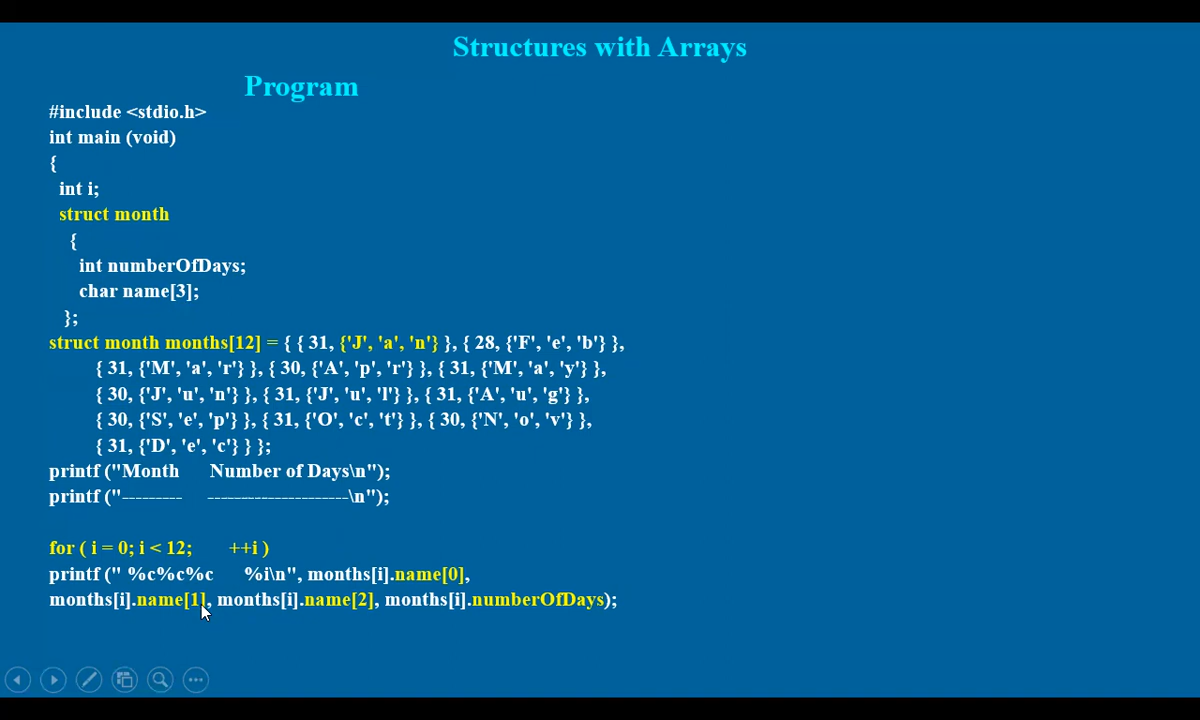 Structures with Arrays
Program
#include <stdio.h>
int main (void)
{
int i;
struct month
{
int numberOfDays;
char name[3];
};
struct month months[12] = { { 31, {'J', 'a', 'n'} }, { 28, {'F', 'e', 'b'} },
{ 31, {'M', 'a', 'r'} }, { 30, {'A', 'p', 'r'} }, { 31, {'M', 'a', 'y'} },
{ 30, {'J', 'u', 'n'} }, { 31, {'J', 'u', 'l'} }, { 31, {'A', 'u', 'g'} },
{ 30, {'S', 'e', 'p'} }, { 31, {'O', 'c', 't'} }, { 30, {'N', 'o', 'v'} },
{ 31, {'D', 'e', 'c'} } };
printf ("Month Number of Days\n");
printf ("--------- ---------------------\n");
for ( i = 0; i < 12; ++i )
printf (" %c%c%c %i\n", months[i].name[0],
months[i].name[1], months[i].name[2], months[i].numberOfDays);